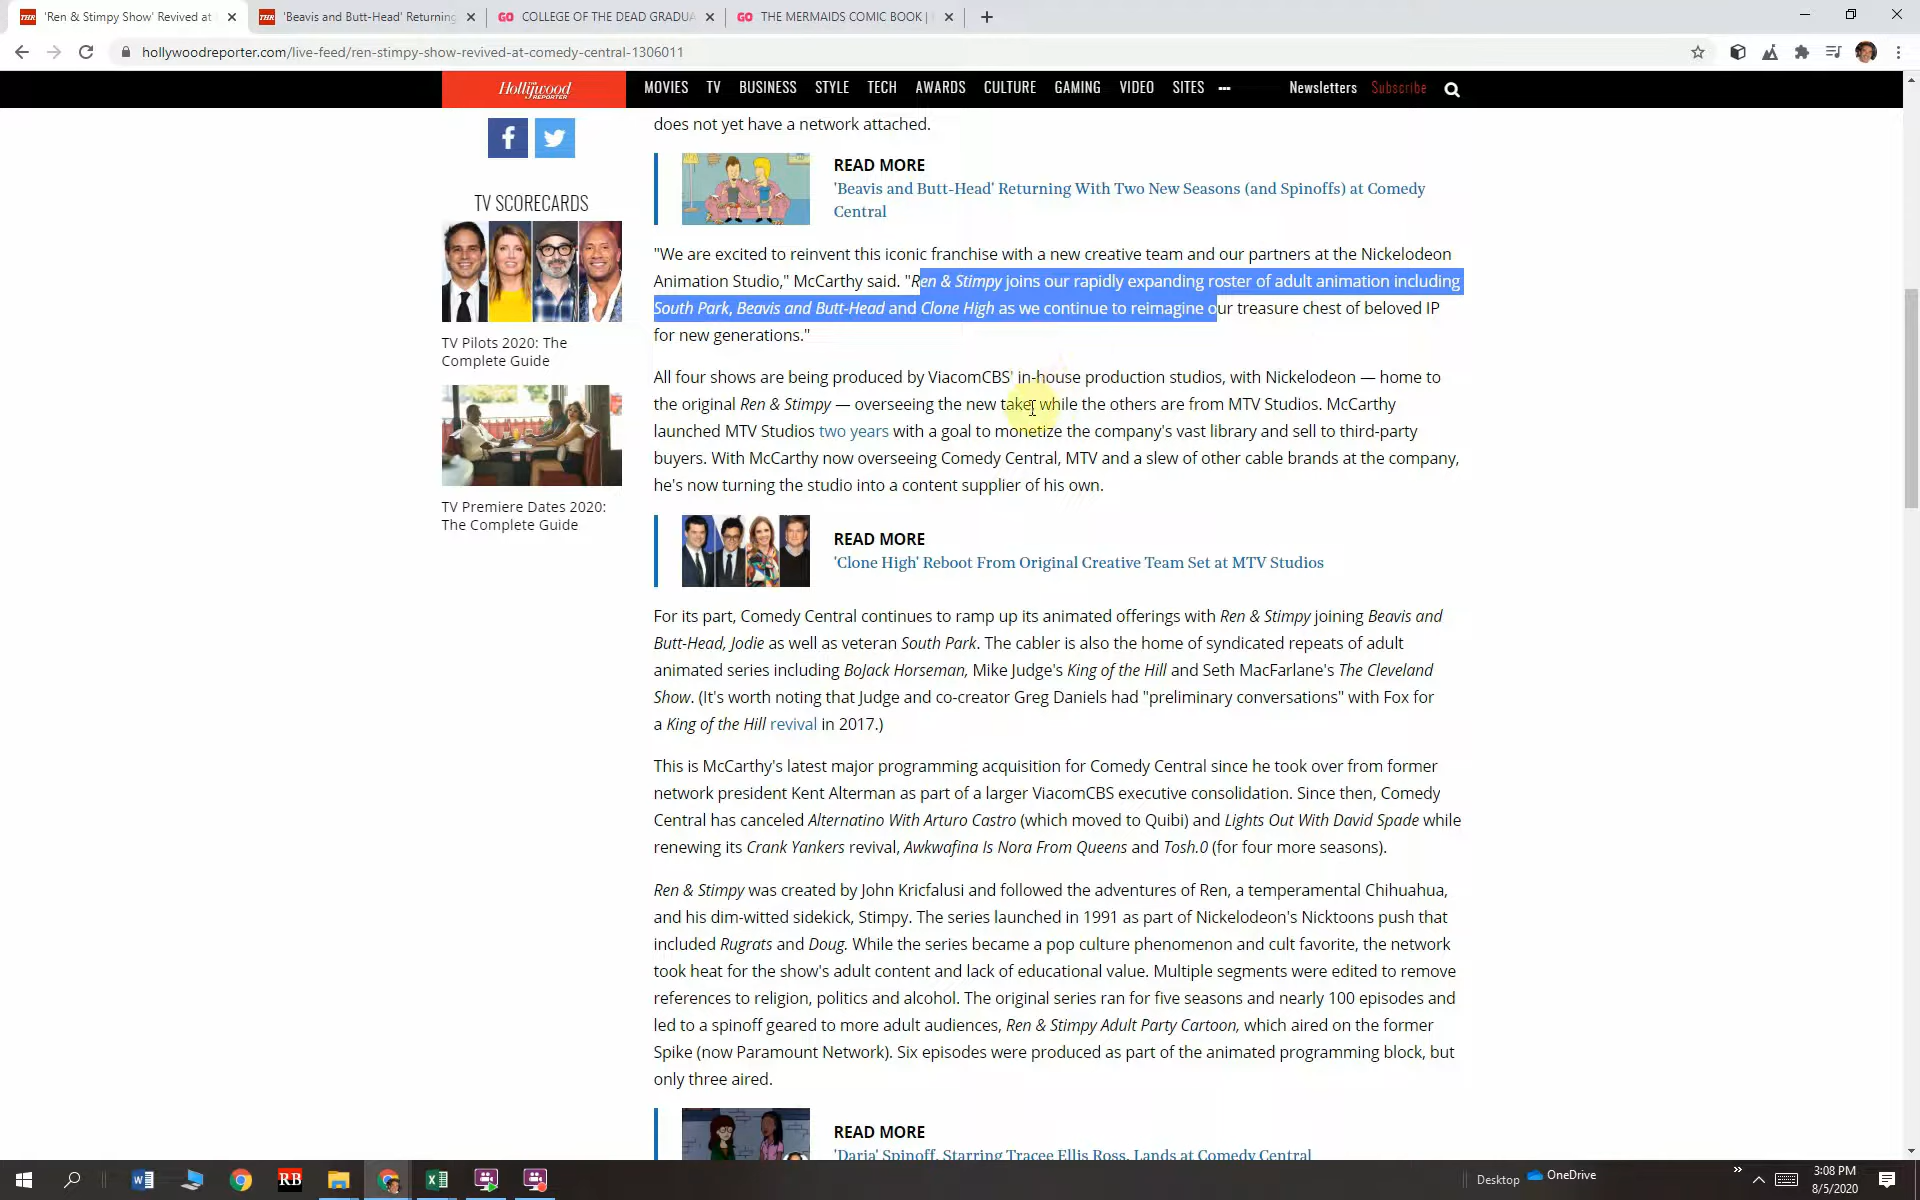 'Ren & Stimpy Show' Revived at
'Beavis and Butt-Head' Returning
COLLEGE OF THE DEAD GRADUA
THE MERMAIDS COMIC BOOK |
hollywoodreporter.com/live-feed/ren-stimpy-show-revived-at-comedy-central-1306011
The Hollywood REPORTER
MOVIES TV BUSINESS STYLE TECH AWARDS CULTURE GAMING VIDEO SITES ••• Newsletters Subscribe
does not yet have a network attached.
READ MORE
'Beavis and Butt-Head' Returning With Two New Seasons (and Spinoffs) at Comedy
Central
TV SCORECARDS
TV Pilots 2020: The
Complete Guide
TV Premiere Dates 2020:
The Complete Guide
"We are excited to reinvent this iconic franchise with a new creative team and our partners at the Nickelodeon
Animation Studio," McCarthy said. "Ren & Stimpy joins our rapidly expanding roster of adult animation including
South Park, Beavis and Butt-Head and Clone High as we continue to reimagine our treasure chest of beloved IP
for new generations."
All four shows are being produced by ViacomCBS' in-house production studios, with Nickelodeon — home to
the original Ren & Stimpy — overseeing the new take, while the others are from MTV Studios. McCarthy
launched MTV Studios two years with a goal to monetize the company's vast library and sell to third-party
buyers. With McCarthy now overseeing Comedy Central, MTV and a slew of other cable brands at the company,
he's now turning the studio into a content supplier of his own.
READ MORE
'Clone High' Reboot From Original Creative Team Set at MTV Studios
For its part, Comedy Central continues to ramp up its animated offerings with Ren & Stimpy joining Beavis and
Butt-Head, Jodie as well as veteran South Park. The cabler is also the home of syndicated repeats of adult
animated series including BoJack Horseman, Mike Judge's King of the Hill and Seth MacFarlane's The Cleveland
Show. (It's worth noting that Judge and co-creator Greg Daniels had "preliminary conversations" with Fox for
a King of the Hill revival in 2017.)
This is McCarthy's latest major programming acquisition for Comedy Central since he took over from former
network president Kent Alterman as part of a larger ViacomCBS executive consolidation. Since then, Comedy
Central has canceled Alternatino With Arturo Castro (which moved to Quibi) and Lights Out With David Spade while
renewing its Crank Yankers revival, Awkwafina Is Nora From Queens and Tosh.0 (for four more seasons).
Ren & Stimpy was created by John Kricfalusi and followed the adventures of Ren, a temperamental Chihuahua,
and his dim-witted sidekick, Stimpy. The series launched in 1991 as part of Nickelodeon's Nicktoons push that
included Rugrats and Doug. While the series became a pop culture phenomenon and cult favorite, the network
took heat for the show's adult content and lack of educational value. Multiple segments were edited to remove
references to religion, politics and alcohol. The original series ran for five seasons and nearly 100 episodes and
led to a spinoff geared to more adult audiences, Ren & Stimpy Adult Party Cartoon, which aired on the former
Spike (now Paramount Network). Six episodes were produced as part of the animated programming block, but
only three aired.
READ MORE
'Daria' Spinoff, Starring Tracee Ellis Ross, Lands at Comedy Central
RB
Desktop OneDrive
3:08 PM
8/5/2020